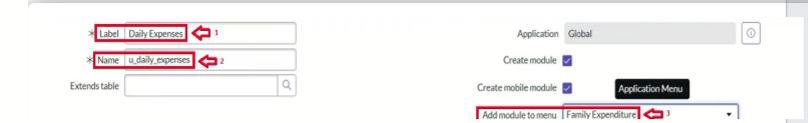 * Label Daily Expenses 1
* Name u_daily_expenses 2
Extends table
Application Global
Create module
Create mobile module Application Menu
Add module to menu Family Expenditure 3